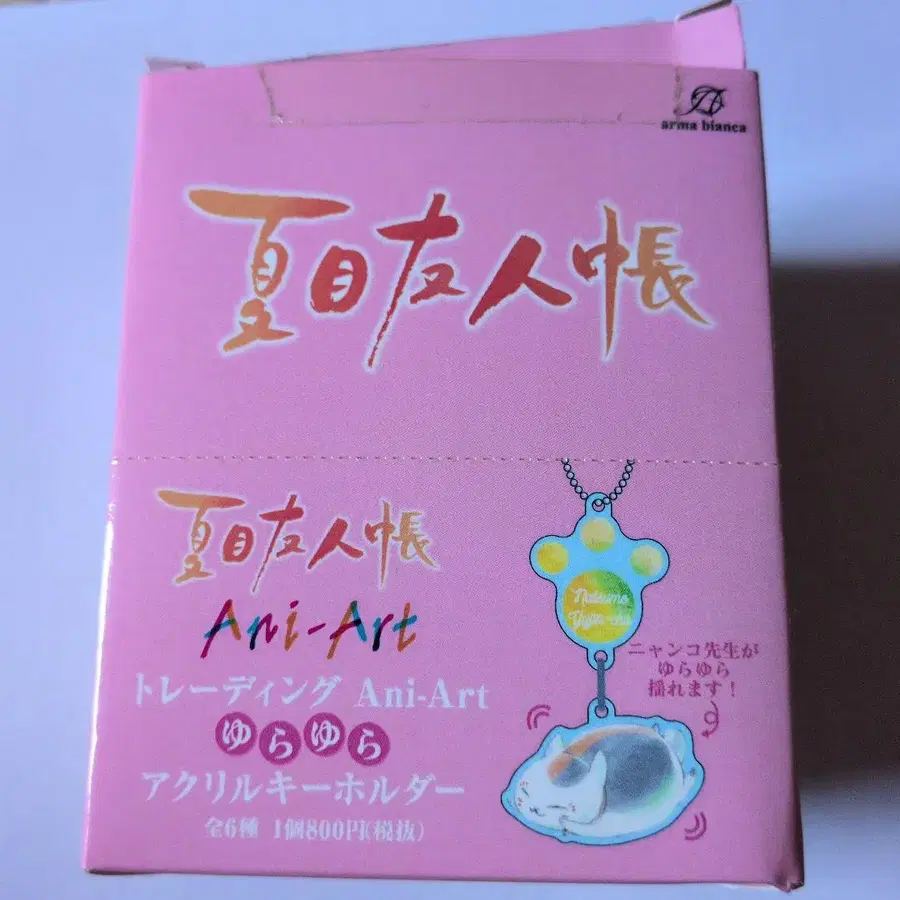 arma bianca
夏目友人帳
夏目友人帳
Ani-Art
トレーディング Ani-Art
ゆらゆら
アクリルキーホルダー
全6種 1個800円(税抜)
Natsume
Yujin-cho
ニャンコ先生が
ゆらゆら
揺れます!